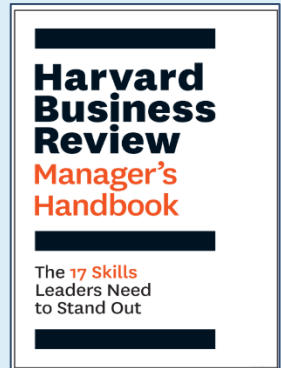 Harvard
Business
Review
Manager’s
Handbook
The 17 Skills
Leaders Need
to Stand Out